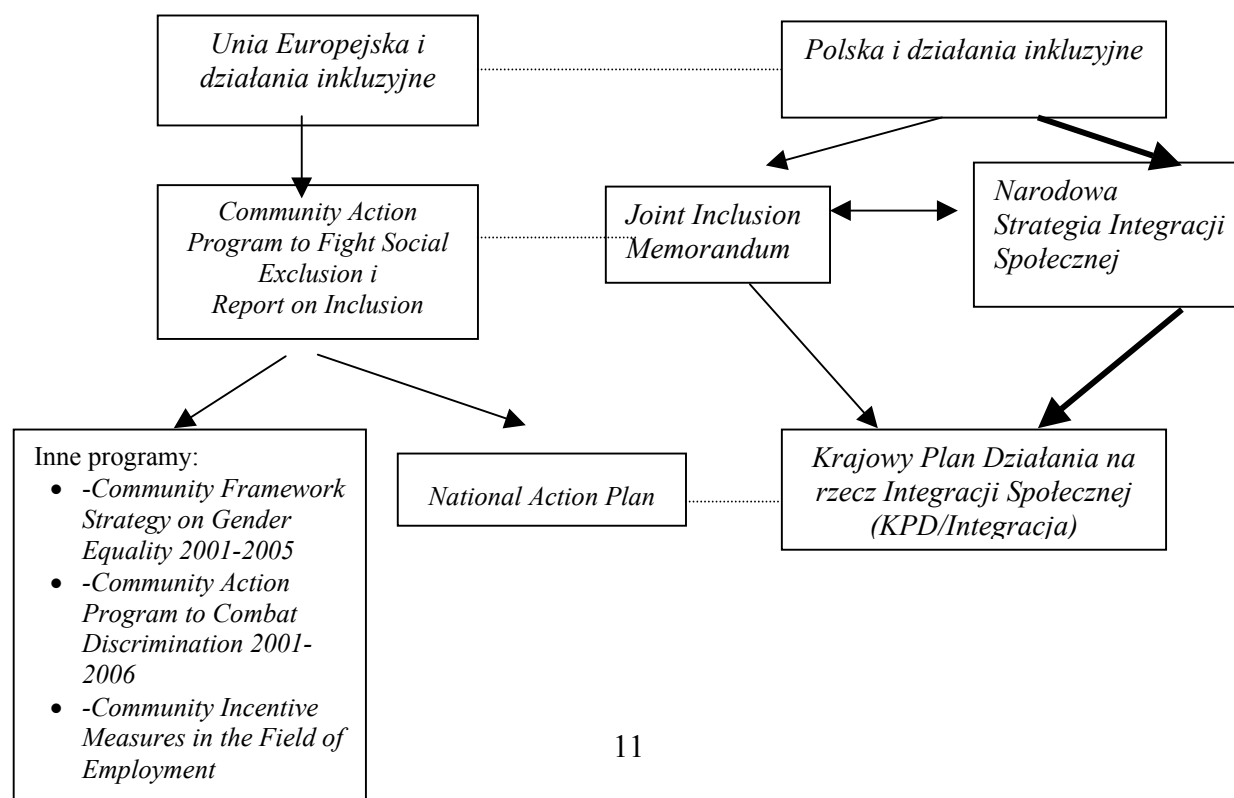 Unia Europejska i
działania inkluzyjne
Polska i działania inkluzyjne
Community Action
Program to Fight Social
Exclusion i
Report on Inclusion
Joint Inclusion
Memorandum
Narodowa
Strategia Integracji
Społecznej
Inne programy:
• -Community Framework
Strategy on Gender
Equality 2001-2005
• -Community Action
Program to Combat
Discrimination 2001-
2006
• -Community Incentive
Measures in the Field of
Employment
National Action Plan
Krajowy Plan Działania na
rzecz Integracji Społecznej
(KPD/Integracja)
11